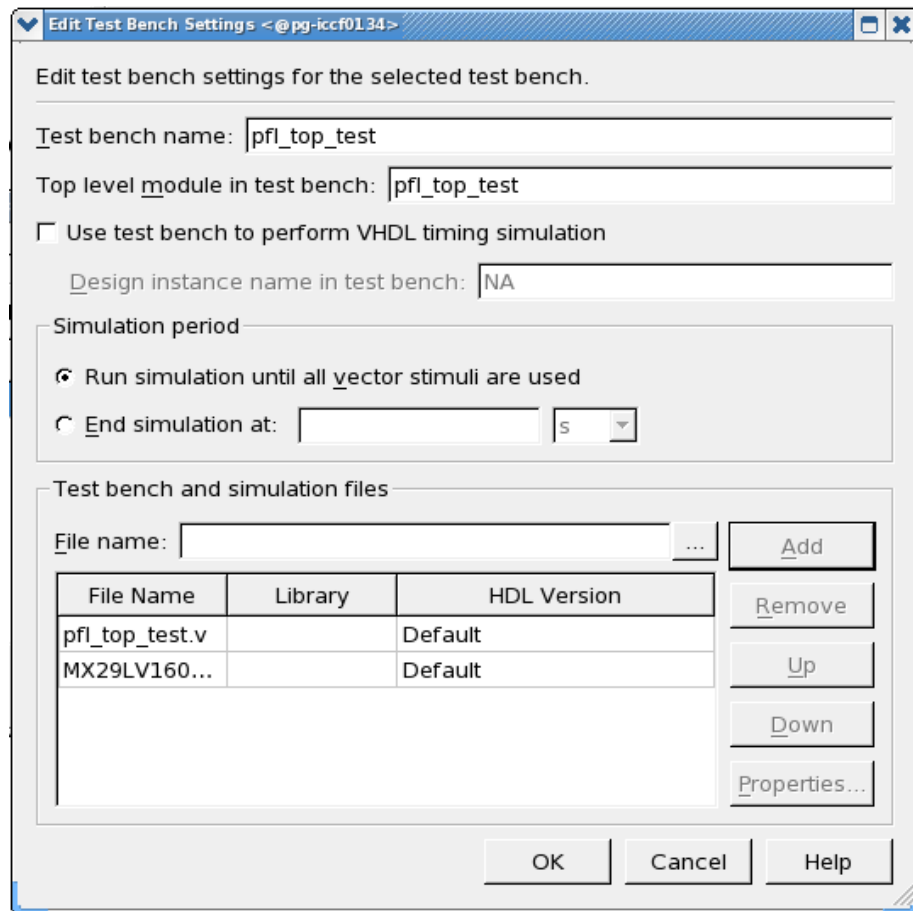 Edit Test Bench Settings <@pg-iccf0134>
Edit test bench settings for the selected test bench.
Test bench name: pfl_top_test
Top level module in test bench: pfl_top_test
Use test bench to perform VHDL timing simulation
Design instance name in test bench: NA
Simulation period
Run simulation until all vector stimuli are used
End simulation at: s
Test bench and simulation files
File name: ... Add
File Name Library HDL Version
Remove
pfl_top_test.v Default
MX29LV160... Default
Up
Down
Properties...
OK Cancel Help